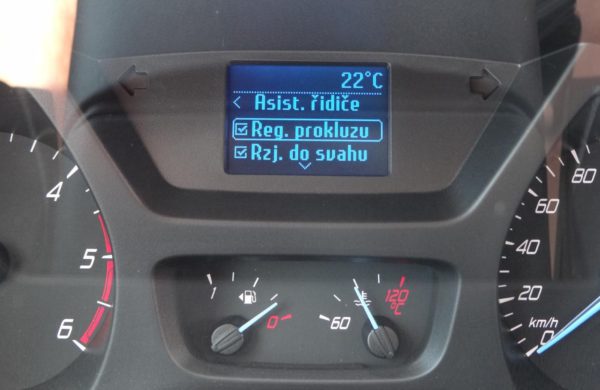 22°C
< Asist. řidiče
Reg. prokluzu
Rzj. do svahu
4
5
6
1
0
60
120
°C
80
60
40
20
0
km/h